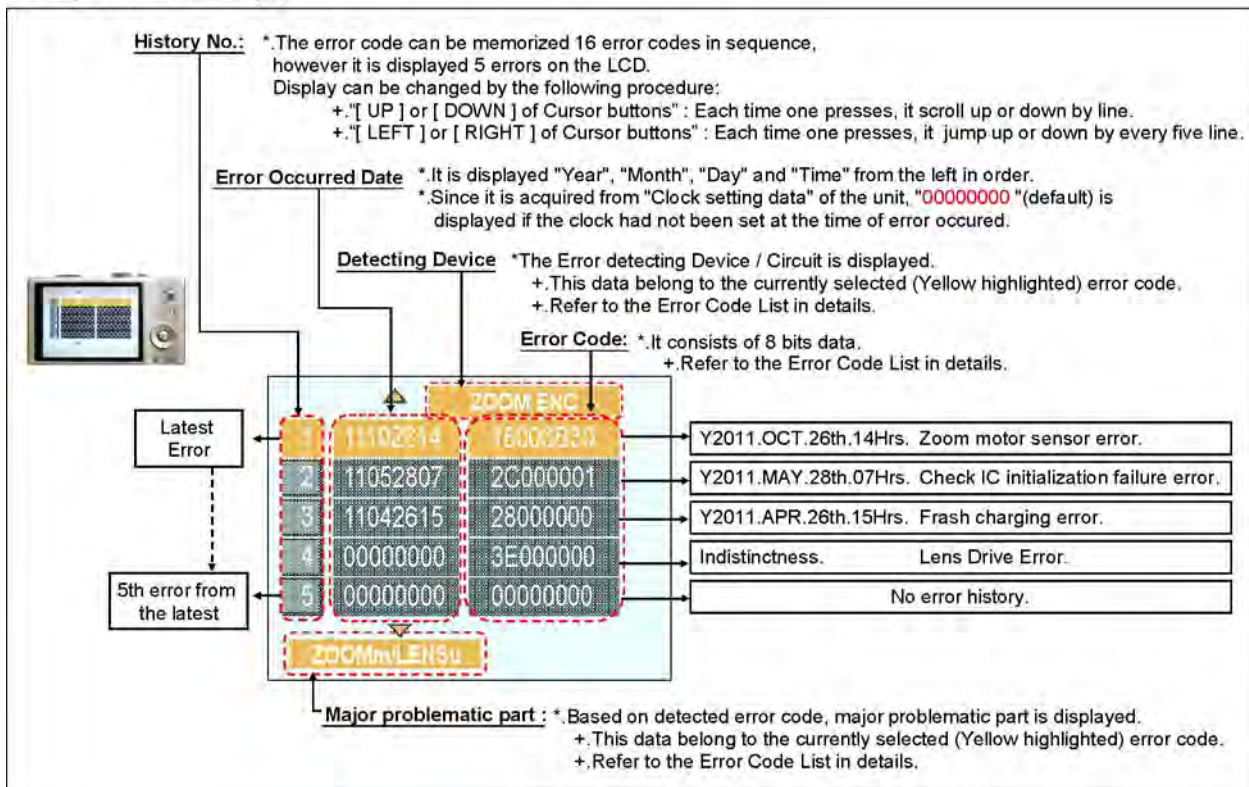 History No.: *.The error code can be memorized 16 error codes in sequence,
however it is displayed 5 errors on the LCD.
Display can be changed by the following procedure:
+."[ UP ] or [ DOWN ] of Cursor buttons" : Each time one presses, it scroll up or down by line.
+."[ LEFT ] or [ RIGHT ] of Cursor buttons" : Each time one presses, it jump up or down by every five line.
Error Occurred Date *.It is displayed "Year", "Month", "Day" and "Time" from the left in order.
*.Since it is acquired from "Clock setting data" of the unit, "00000000 "(default) is
displayed if the clock had not been set at the time of error occured.
Detecting Device *The Error detecting Device / Circuit is displayed.
+.This data belong to the currently selected (Yellow highlighted) error code.
+.Refer to the Error Code List in details.
Error Code: *.It consists of 8 bits data.
+.Refer to the Error Code List in details.
ZOOM ENC
Latest
Error
1 11102214 Y2011.OCT.26th.14Hrs. Zoom motor sensor error.
2 11052807 2C000001 Y2011.MAY.28th.07Hrs. Check IC initialization failure error.
3 11042615 28000000 Y2011.APR.26th.15Hrs. Frash charging error.
4 00000000 3E000000 Indistinctness. Lens Drive Error.
5th error from
the latest
5 00000000 00000000 No error history.
ZOOMm/LENSu
Major problematic part : *.Based on detected error code, major problematic part is displayed.
+.This data belong to the currently selected (Yellow highlighted) error code.
+.Refer to the Error Code List in details.